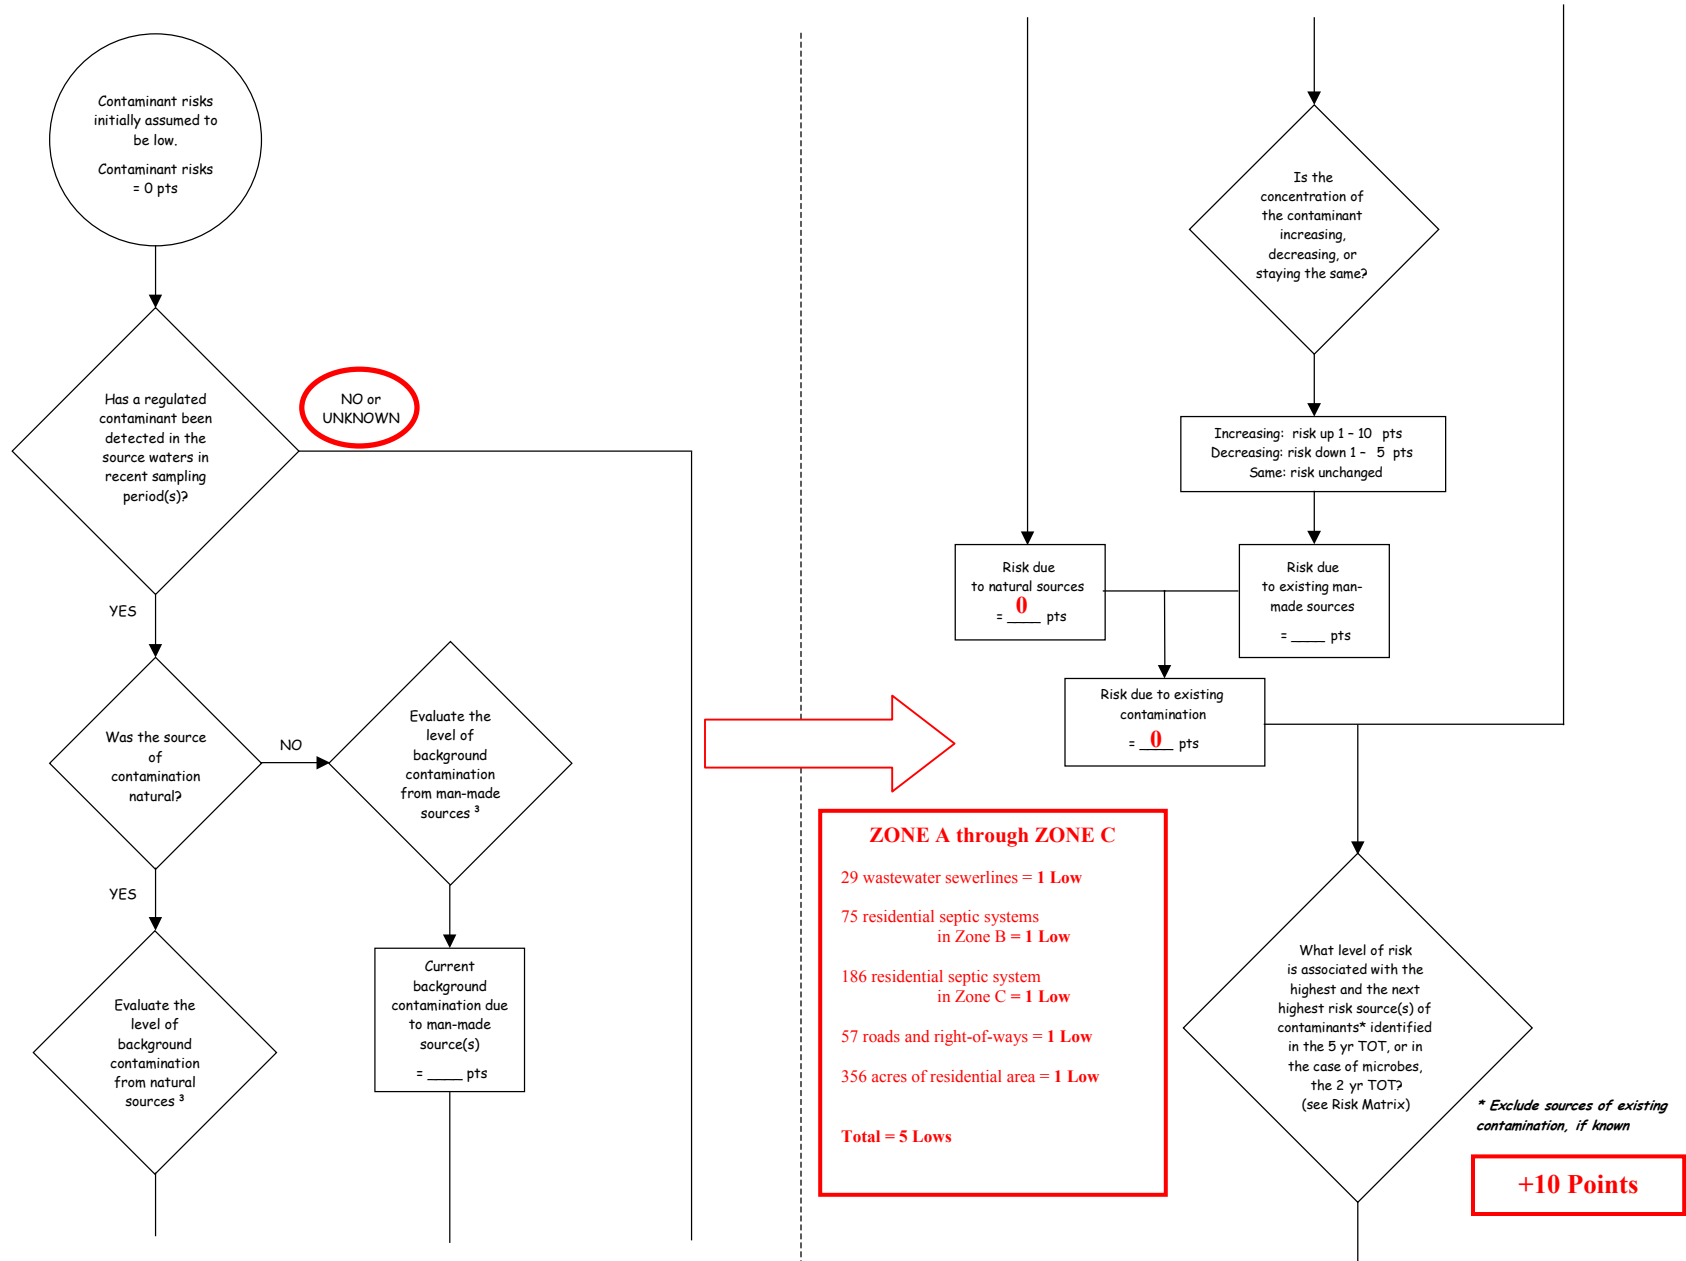 Contaminant risks
initially assumed to
be low.
Contaminant risks
= 0 pts
Has a regulated
contaminant been
detected in the
source waters in
recent sampling
period(s)?
NO or
UNKNOWN
YES
Was the source
of
contamination
natural?
NO
Evaluate the
level of
background
contamination
from man-made
sources ³
YES
Evaluate the
level of
background
contamination
from natural
sources ³
Current
background
contamination due
to man-made
source(s)
= ____ pts
Is the
concentration of
the contaminant
increasing,
decreasing, or
staying the same?
Increasing: risk up 1 – 10 pts
Decreasing: risk down 1 – 5 pts
Same: risk unchanged
Risk due
to natural sources
= 0 pts
Risk due
to existing man-
made sources
= ____ pts
Risk due to existing
contamination
= 0 pts
ZONE A through ZONE C
29 wastewater sewerlines = 1 Low
75 residential septic systems
in Zone B = 1 Low
186 residential septic system
in Zone C = 1 Low
57 roads and right-of-ways = 1 Low
356 acres of residential area = 1 Low
Total = 5 Lows
What level of risk
is associated with the
highest and the next
highest risk source(s) of
contaminants* identified
in the 5 yr TOT, or in
the case of microbes,
the 2 yr TOT?
(see Risk Matrix)
* Exclude sources of existing
contamination, if known
+10 Points